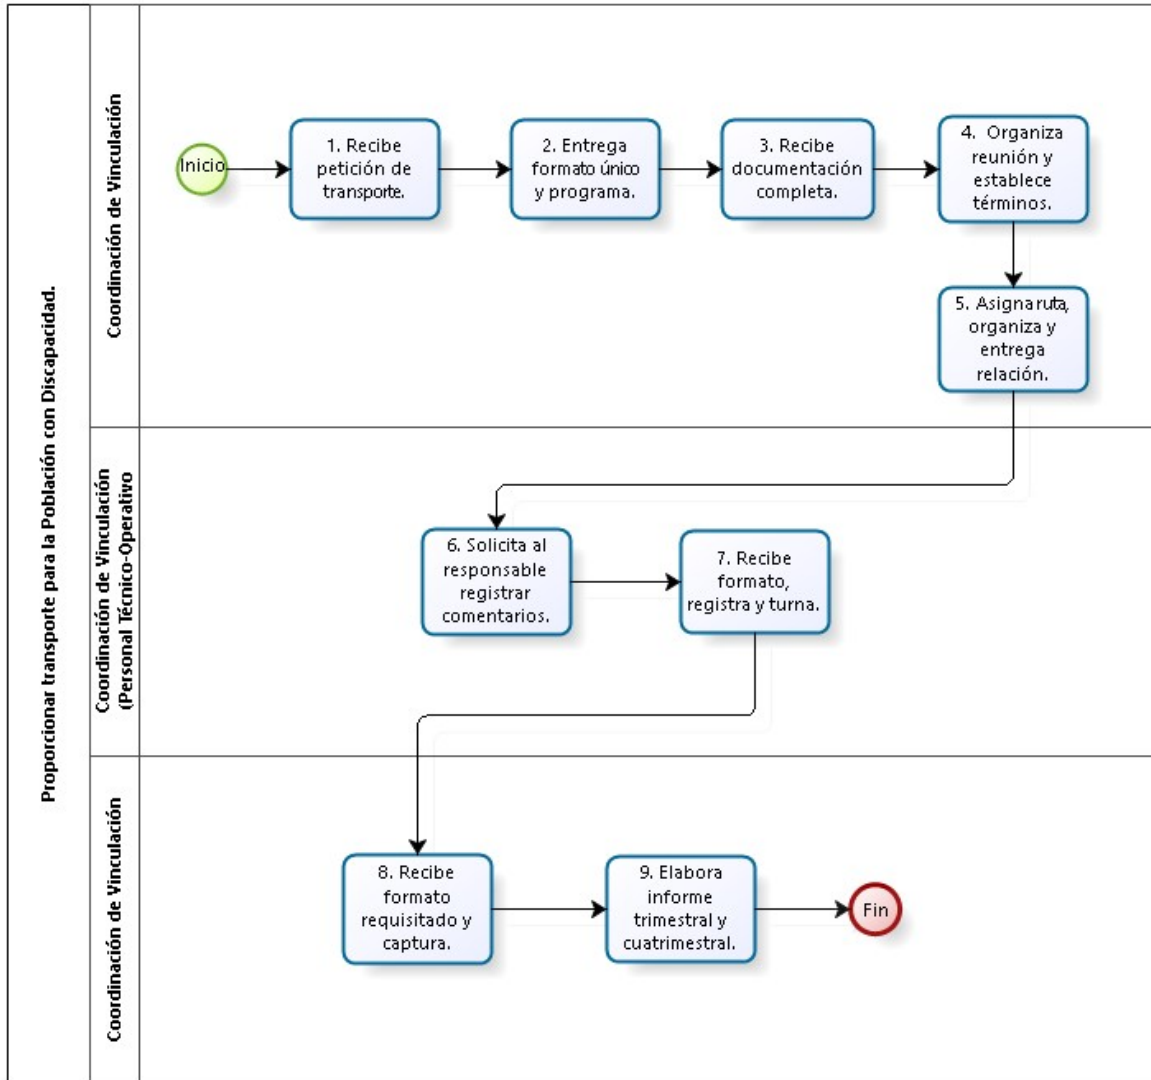 Proporcionar transporte para la Población con Discapacidad.
Coordinación de Vinculación
Inicio
1. Recibe
petición de
transporte.
2. Entrega
formato único
y programa.
3. Recibe
documentación
completa.
4. Organiza
reunión y
establece
términos.
5. Asigna ruta,
organiza y
entrega
relación.
Coordinación de Vinculación
(Personal Técnico-Operativo
6. Solicita al
responsable
registrar
comentarios.
7. Recibe
formato,
registra y turna.
Coordinación de Vinculación
8. Recibe
formato
requisitado y
captura.
9. Elabora
informe
trimestral y
cuatrimestral.
Fin